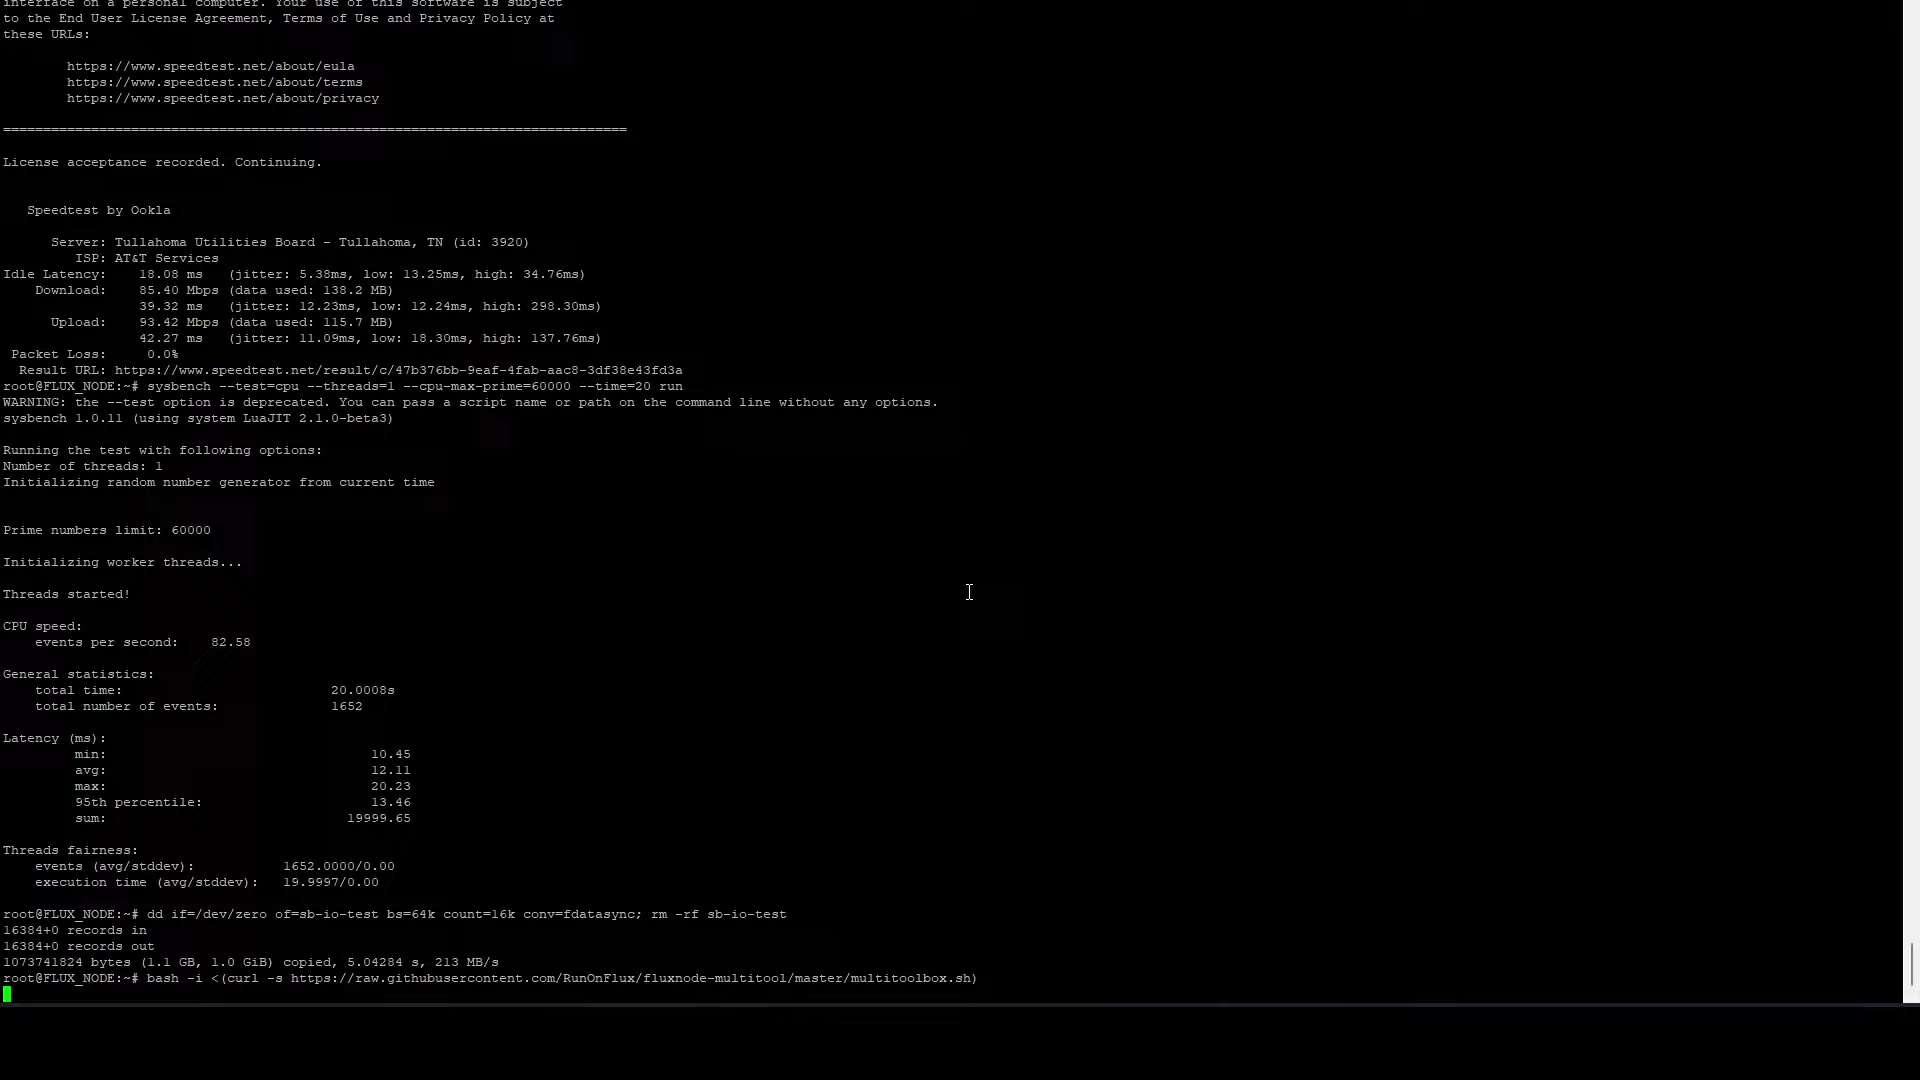 interface on a personal computer. Your use of this software is subject
to the End User License Agreement, Terms of Use and Privacy Policy at
these URLs:
https://www.speedtest.net/about/eula
https://www.speedtest.net/about/terms
https://www.speedtest.net/about/privacy
==============================================================================
License acceptance recorded. Continuing.
Speedtest by Ookla
Server: Tullahoma Utilities Board - Tullahoma, TN (id: 3920)
ISP: AT&T Services
Idle Latency: 18.08 ms (jitter: 5.38ms, low: 13.25ms, high: 34.76ms)
Download: 85.40 Mbps (data used: 138.2 MB)
39.32 ms (jitter: 12.23ms, low: 12.24ms, high: 298.30ms)
Upload: 93.42 Mbps (data used: 115.7 MB)
42.27 ms (jitter: 11.09ms, low: 18.30ms, high: 137.76ms)
Packet Loss: 0.0%
Result URL: https://www.speedtest.net/result/c/47b376bb-9eaf-4fab-aac8-3df38e43fd3a
root@FLUX_NODE:~# sysbench --test=cpu --threads=1 --cpu-max-prime=60000 --time=20 run
WARNING: the --test option is deprecated. You can pass a script name or path on the command line without any options.
sysbench 1.0.11 (using system LuaJIT 2.1.0-beta3)
Running the test with following options:
Number of threads: 1
Initializing random number generator from current time
Prime numbers limit: 60000
Initializing worker threads...
Threads started!
CPU speed:
events per second: 82.58
General statistics:
total time: 20.0008s
total number of events: 1652
Latency (ms):
min: 10.45
avg: 12.11
max: 20.23
95th percentile: 13.46
sum: 19999.65
Threads fairness:
events (avg/stddev): 1652.0000/0.00
execution time (avg/stddev): 19.9997/0.00
root@FLUX_NODE:~# dd if=/dev/zero of=sb-io-test bs=64k count=16k conv=fdatasync; rm -rf sb-io-test
16384+0 records in
16384+0 records out
1073741824 bytes (1.1 GB, 1.0 GiB) copied, 5.04284 s, 213 MB/s
root@FLUX_NODE:~# bash -i <(curl -s https://raw.githubusercontent.com/RunOnFlux/fluxnode-multitool/master/multitoolbox.sh)